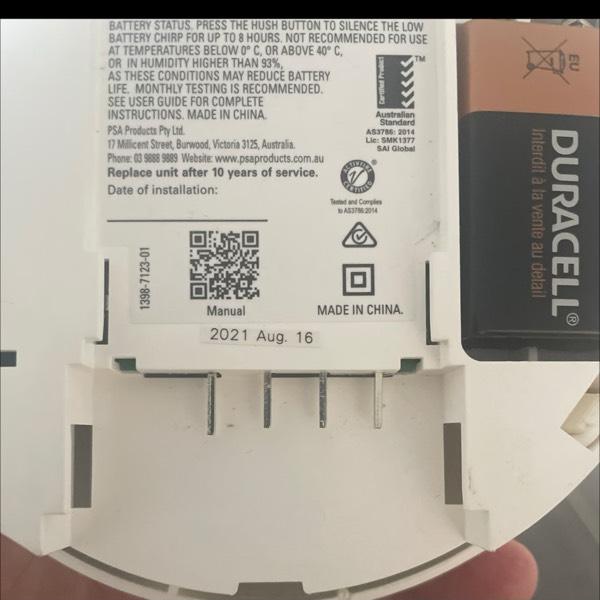 BATTERY STATUS. PRESS THE HUSH BUTTON TO SILENCE THE LOW
BATTERY CHIRP FOR UP TO 8 HOURS. NOT RECOMMENDED FOR USE
AT TEMPERATURES BELOW 0° C, OR ABOVE 40° C,
OR IN HUMIDITY HIGHER THAN 93%,
AS THESE CONDITIONS MAY REDUCE BATTERY
LIFE. MONTHLY TESTING IS RECOMMENDED.
SEE USER GUIDE FOR COMPLETE
INSTRUCTIONS. MADE IN CHINA.
PSA Products Pty Ltd.
17 Millicent Street, Burwood, Victoria 3125, Australia.
Phone: 03 9888 9889 Website: www.psaproducts.com.au
Replace unit after 10 years of service.
Date of installation:
Certified Product
TM
Australian
Standard
AS3786: 2014
Lic: SMK1377
SAI Global
ACTIVFIRE
CERTIFIED
Tested and Complies
to AS3786:2014
1398-7123-01
Manual
MADE IN CHINA.
2021 Aug. 16
EU
DURACELL®
Interdit à la vente au détail